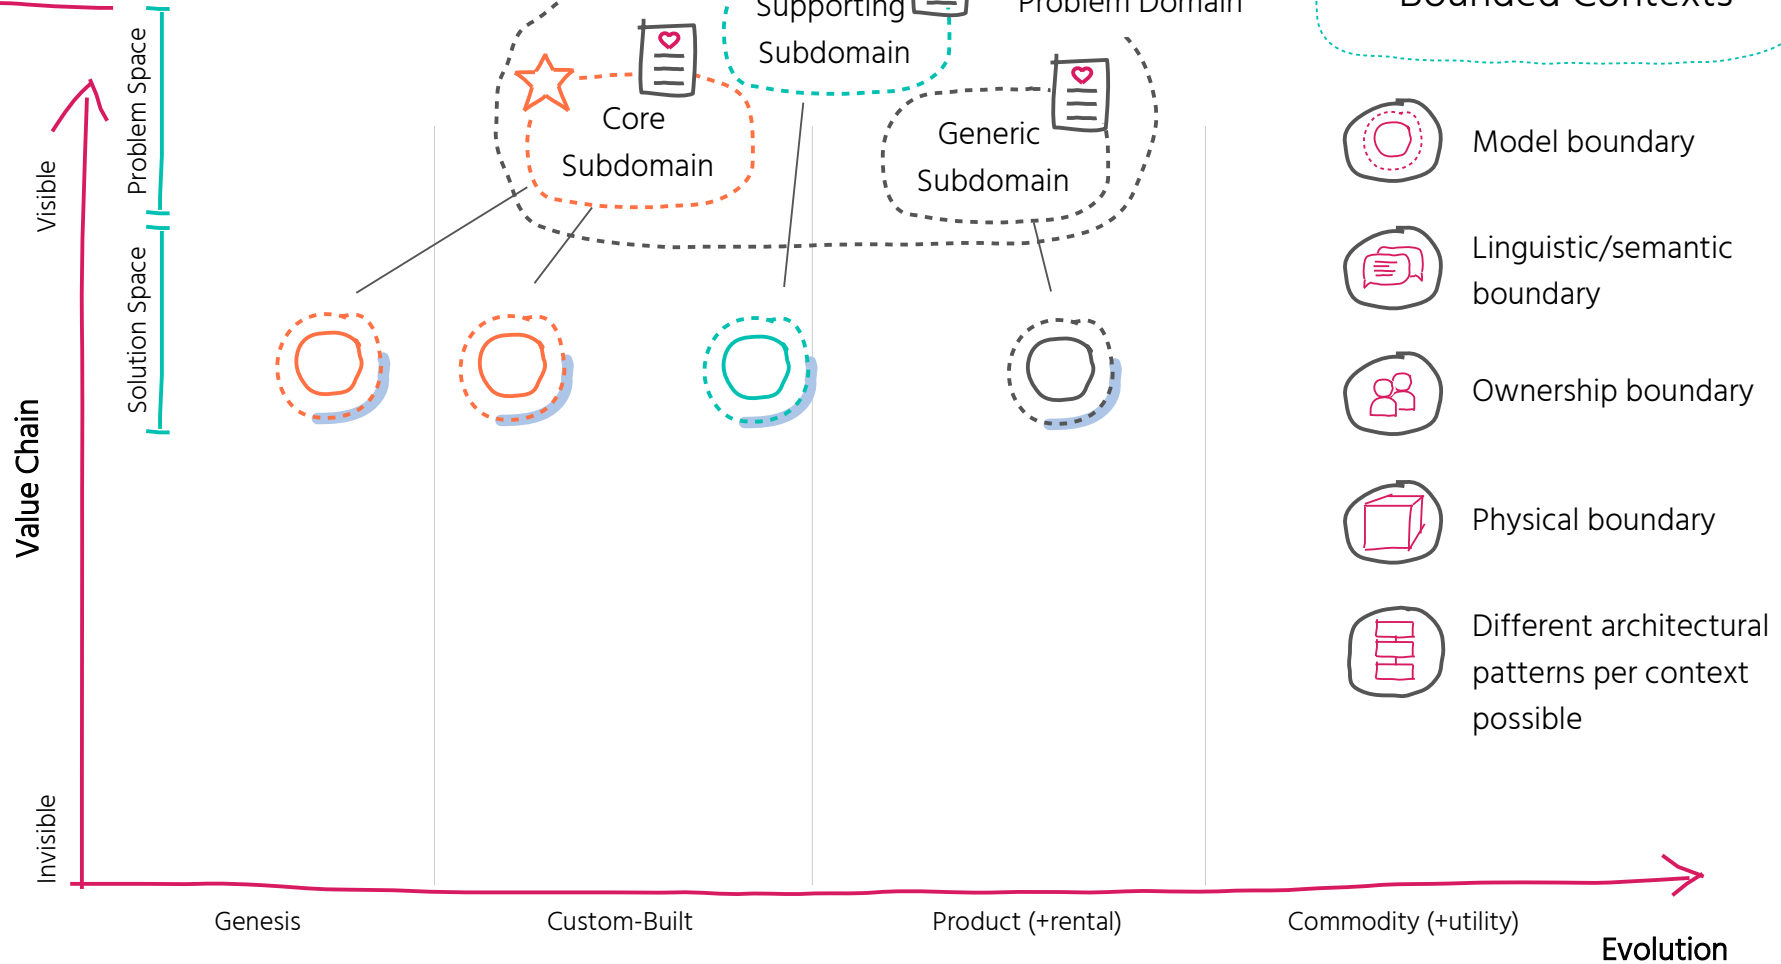 Supporting
Subdomain
Problem Domain
Bounded Contexts
Core
Subdomain
Generic
Subdomain
Problem Space
Solution Space
Visible
Value Chain
Invisible
Model boundary
Linguistic/semantic
boundary
Ownership boundary
Physical boundary
Different architectural
patterns per context
possible
Genesis
Custom-Built
Product (+rental)
Commodity (+utility)
Evolution